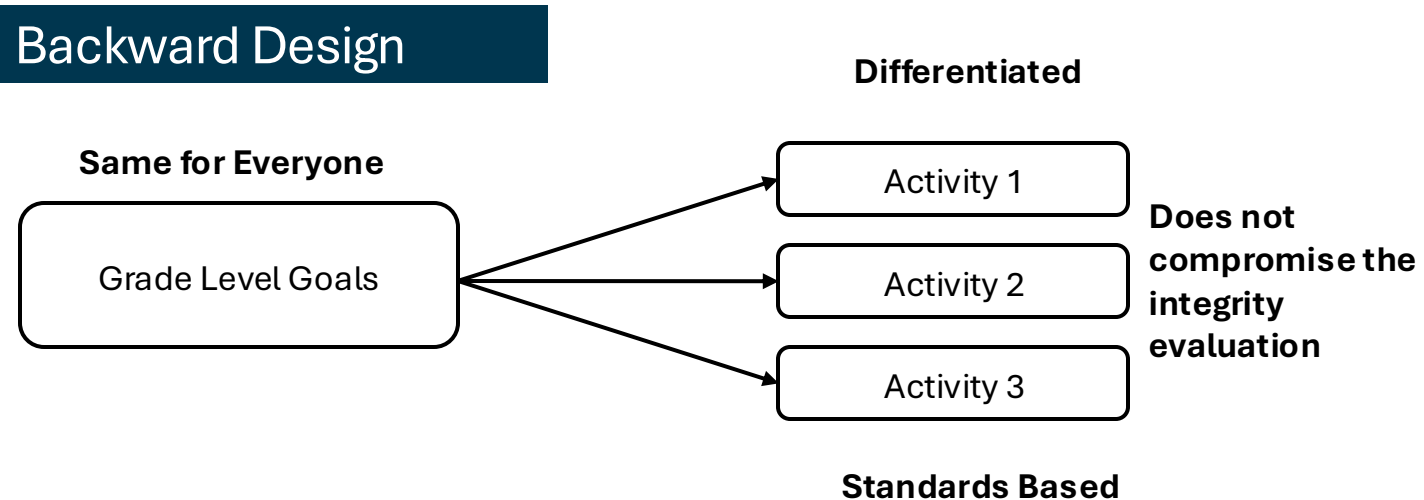 Backward Design
Differentiated
Same for Everyone
Grade Level Goals
Activity 1
Activity 2
Activity 3
Does not
compromise the
integrity
evaluation
Standards Based